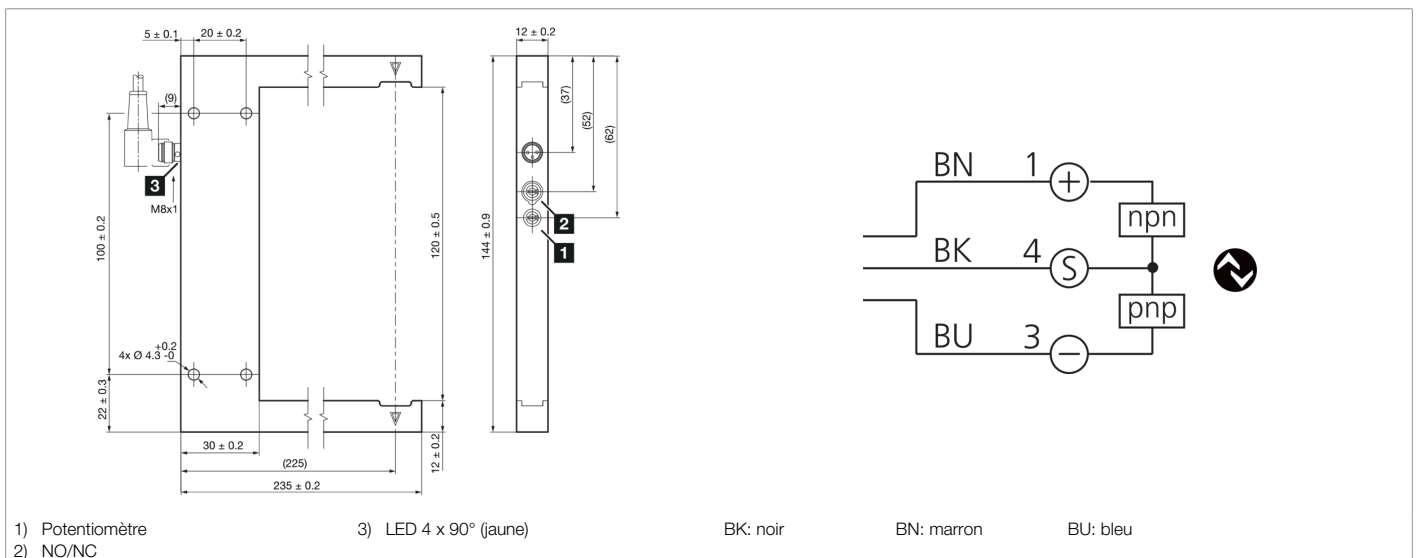 5 ± 0.1
20 ± 0.2
(9)
3
M8x1
100 ± 0.2
+0.2
4x Ø 4.3 -0
22 ± 0.3
30 ± 0.2
(225)
235 ± 0.2
120 ± 0.5
12 ± 0.2
12 ± 0.2
(37)
(52)
(62)
144 ± 0.9
2
1
BN 1 +
npn
BK 4 S
pnp
BU 3 −
1) Potentiomètre
2) NO/NC
3) LED 4 x 90° (jaune)
BK: noir
BN: marron
BU: bleu